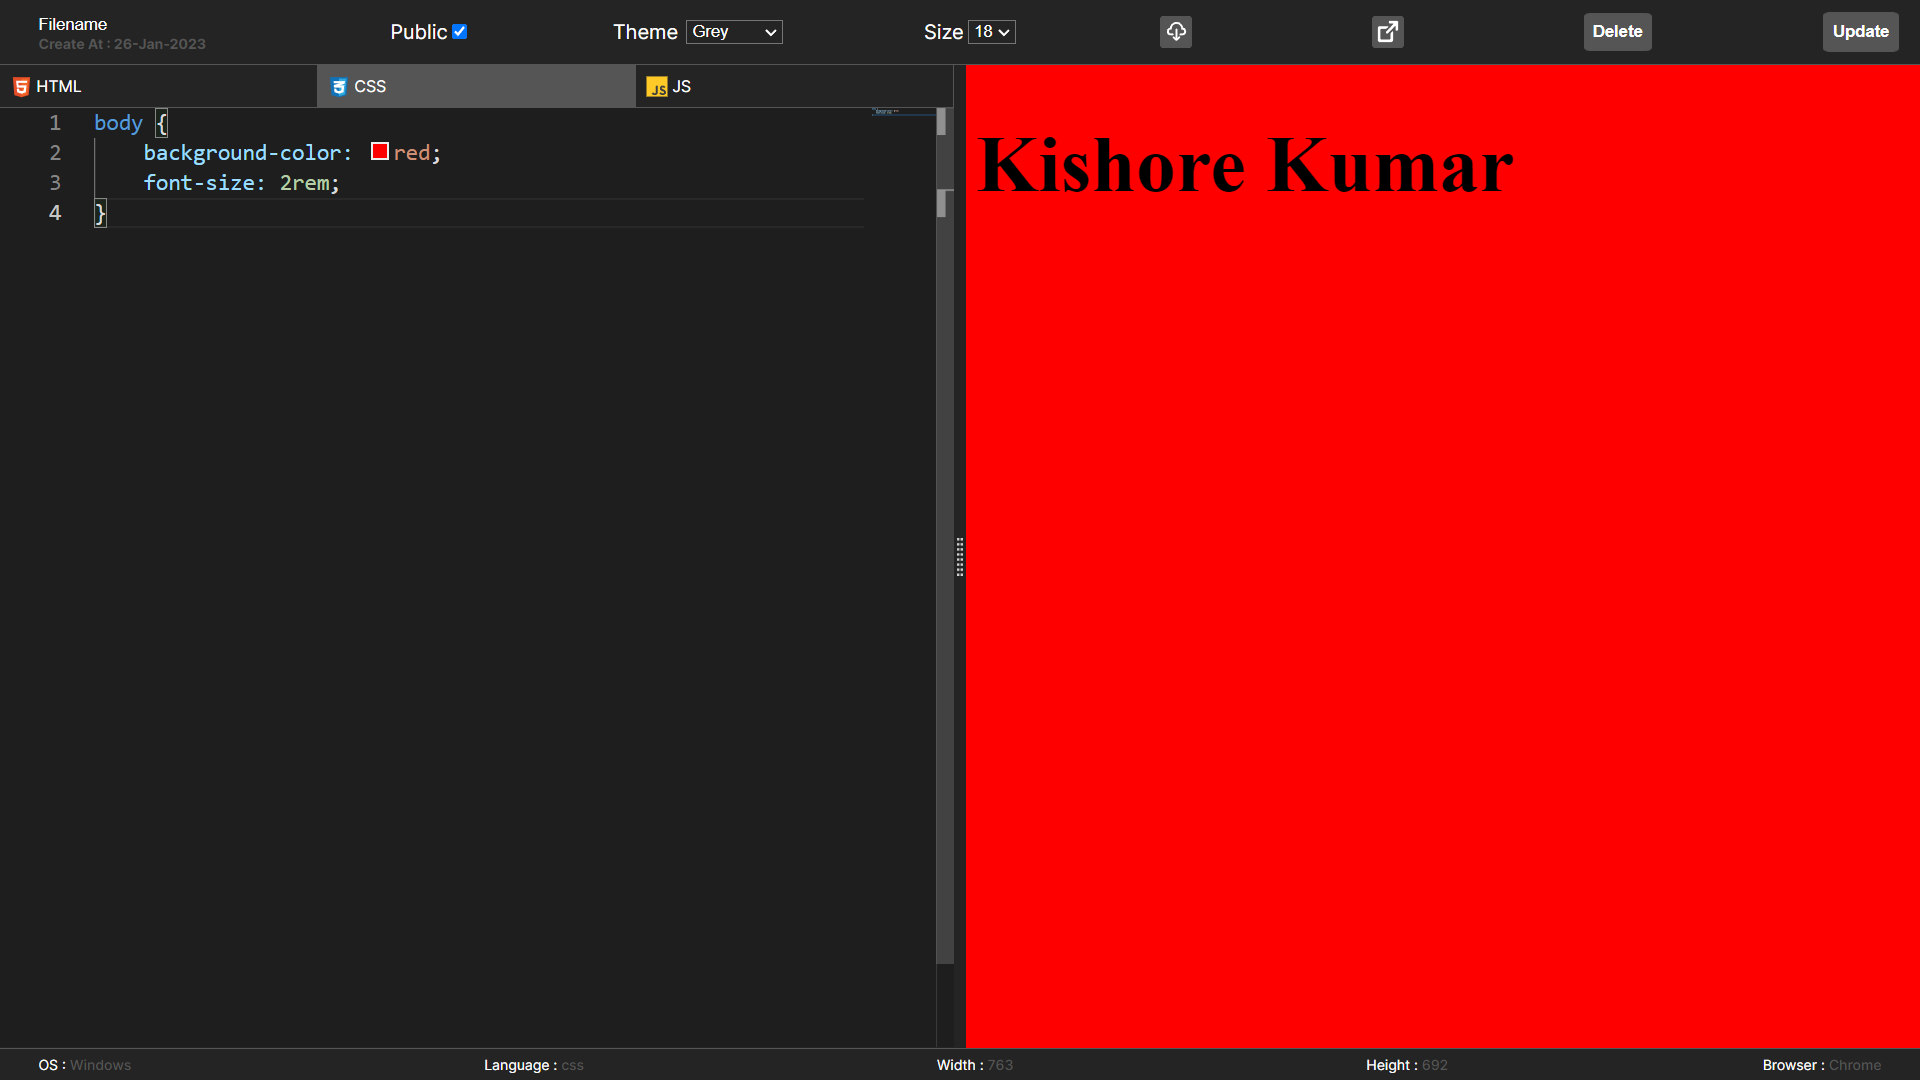 Filename
Create At : 26-Jan-2023
Public
Theme Grey
Size 18
Delete
Update
HTML
CSS
JS
1 body {
2 background-color: red;
3 font-size: 2rem;
4 }
Kishore Kumar
OS : Windows
Language : css
Width : 763
Height : 692
Browser : Chrome